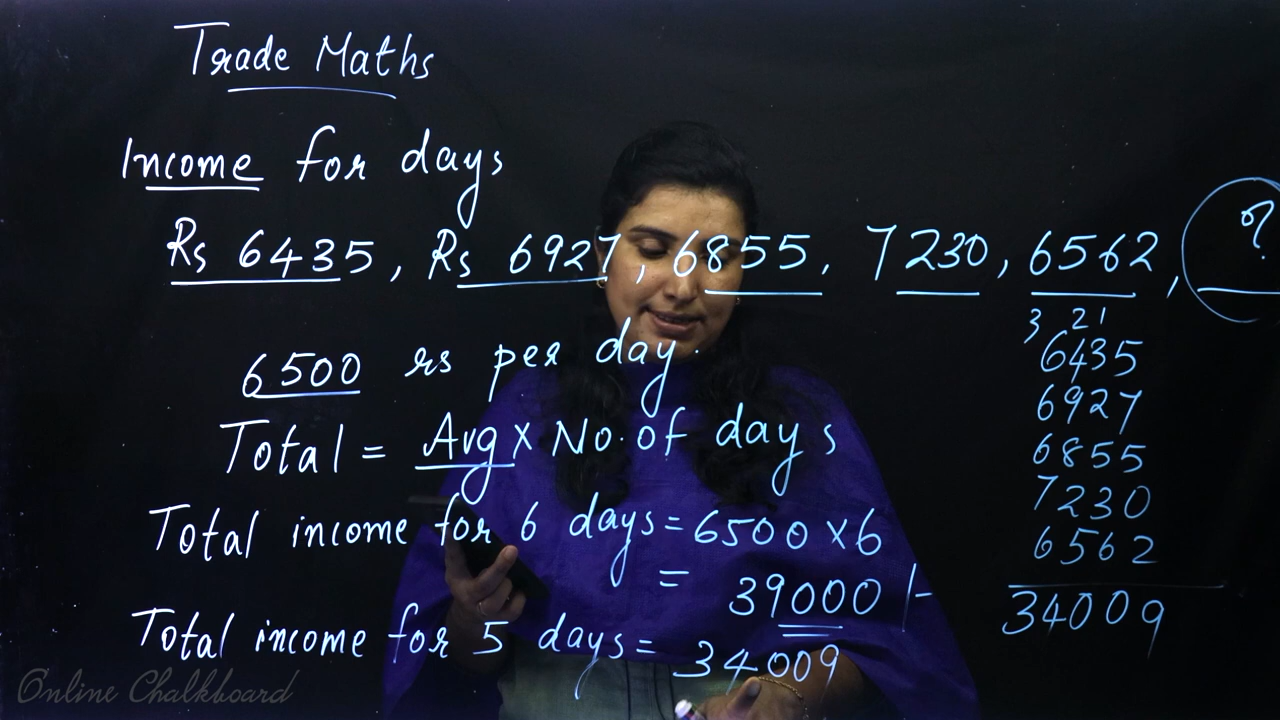 Trade Maths
Income for days
Rs 6435, Rs 6927, 6855, 7230, 6562, ?
6500 rs per day.
Total = Avg x No. of days
Total income for 6 days = 6500 x 6
= 39000 /-
Total income for 5 days = 34009
3 2 1
6435
6927
6855
7230
6562
34009
Online Chalkboard